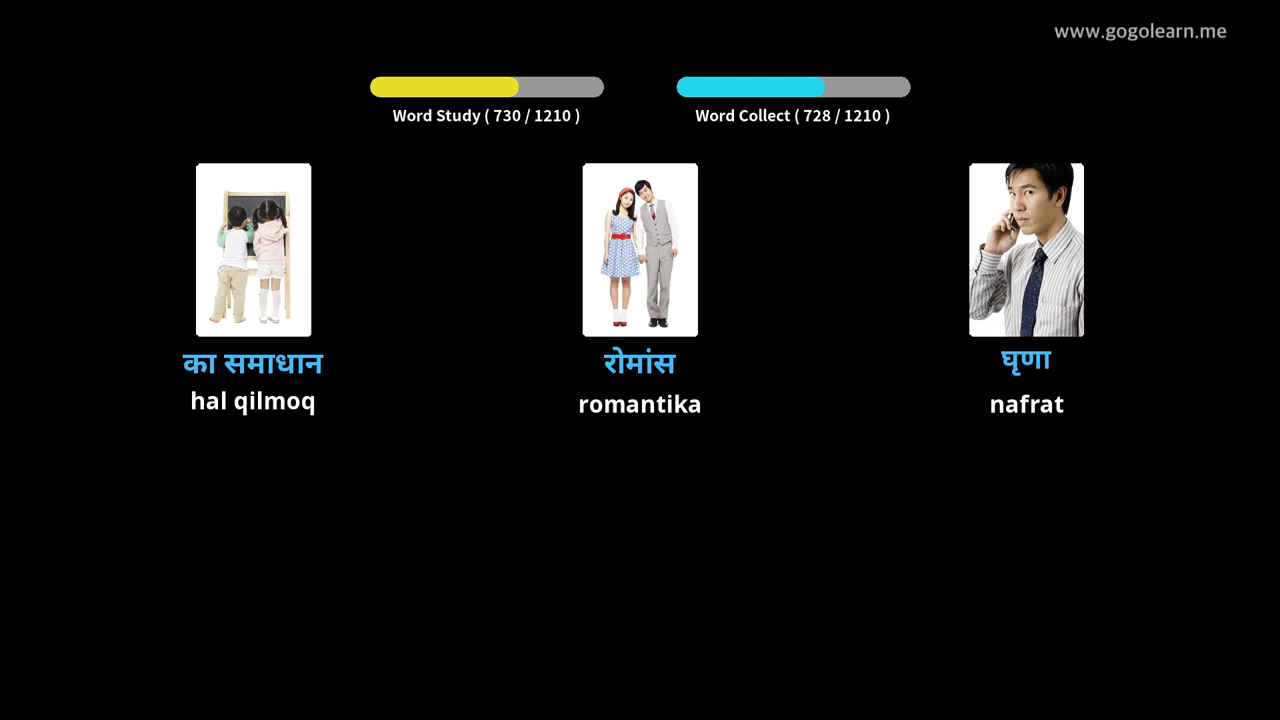 www.gogolearn.me
Word Study ( 730 / 1210 )
Word Collect ( 728 / 1210 )
का समाधान
hal qilmoq
रोमांस
romantika
घृणा
nafrat